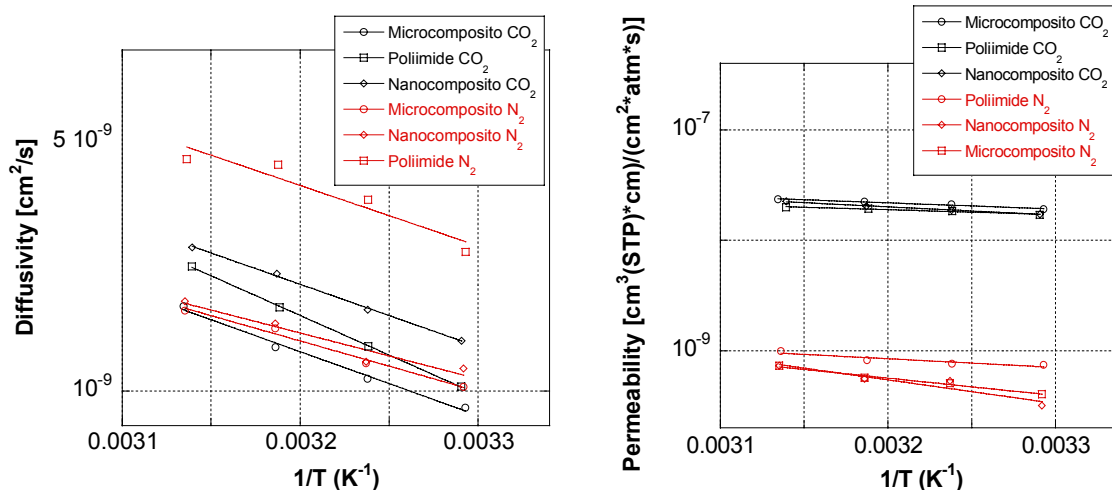 Microcomposito CO2
Poliimide CO2
Nanocomposito CO2
Microcomposito N2
Nanocomposito N2
Poliimide N2
Diffusivity [cm2/s]
5 10-9
10-9
0.0031
0.0032
0.0033
1/T (K-1)
Microcomposito CO2
Poliimide CO2
Nanocomposito CO2
Poliimide N2
Nanocomposito N2
Microcomposito N2
Permeability [cm3(STP)*cm)/(cm2*atm*s)]
10-7
10-9
0.0031
0.0032
0.0033
1/T (K-1)